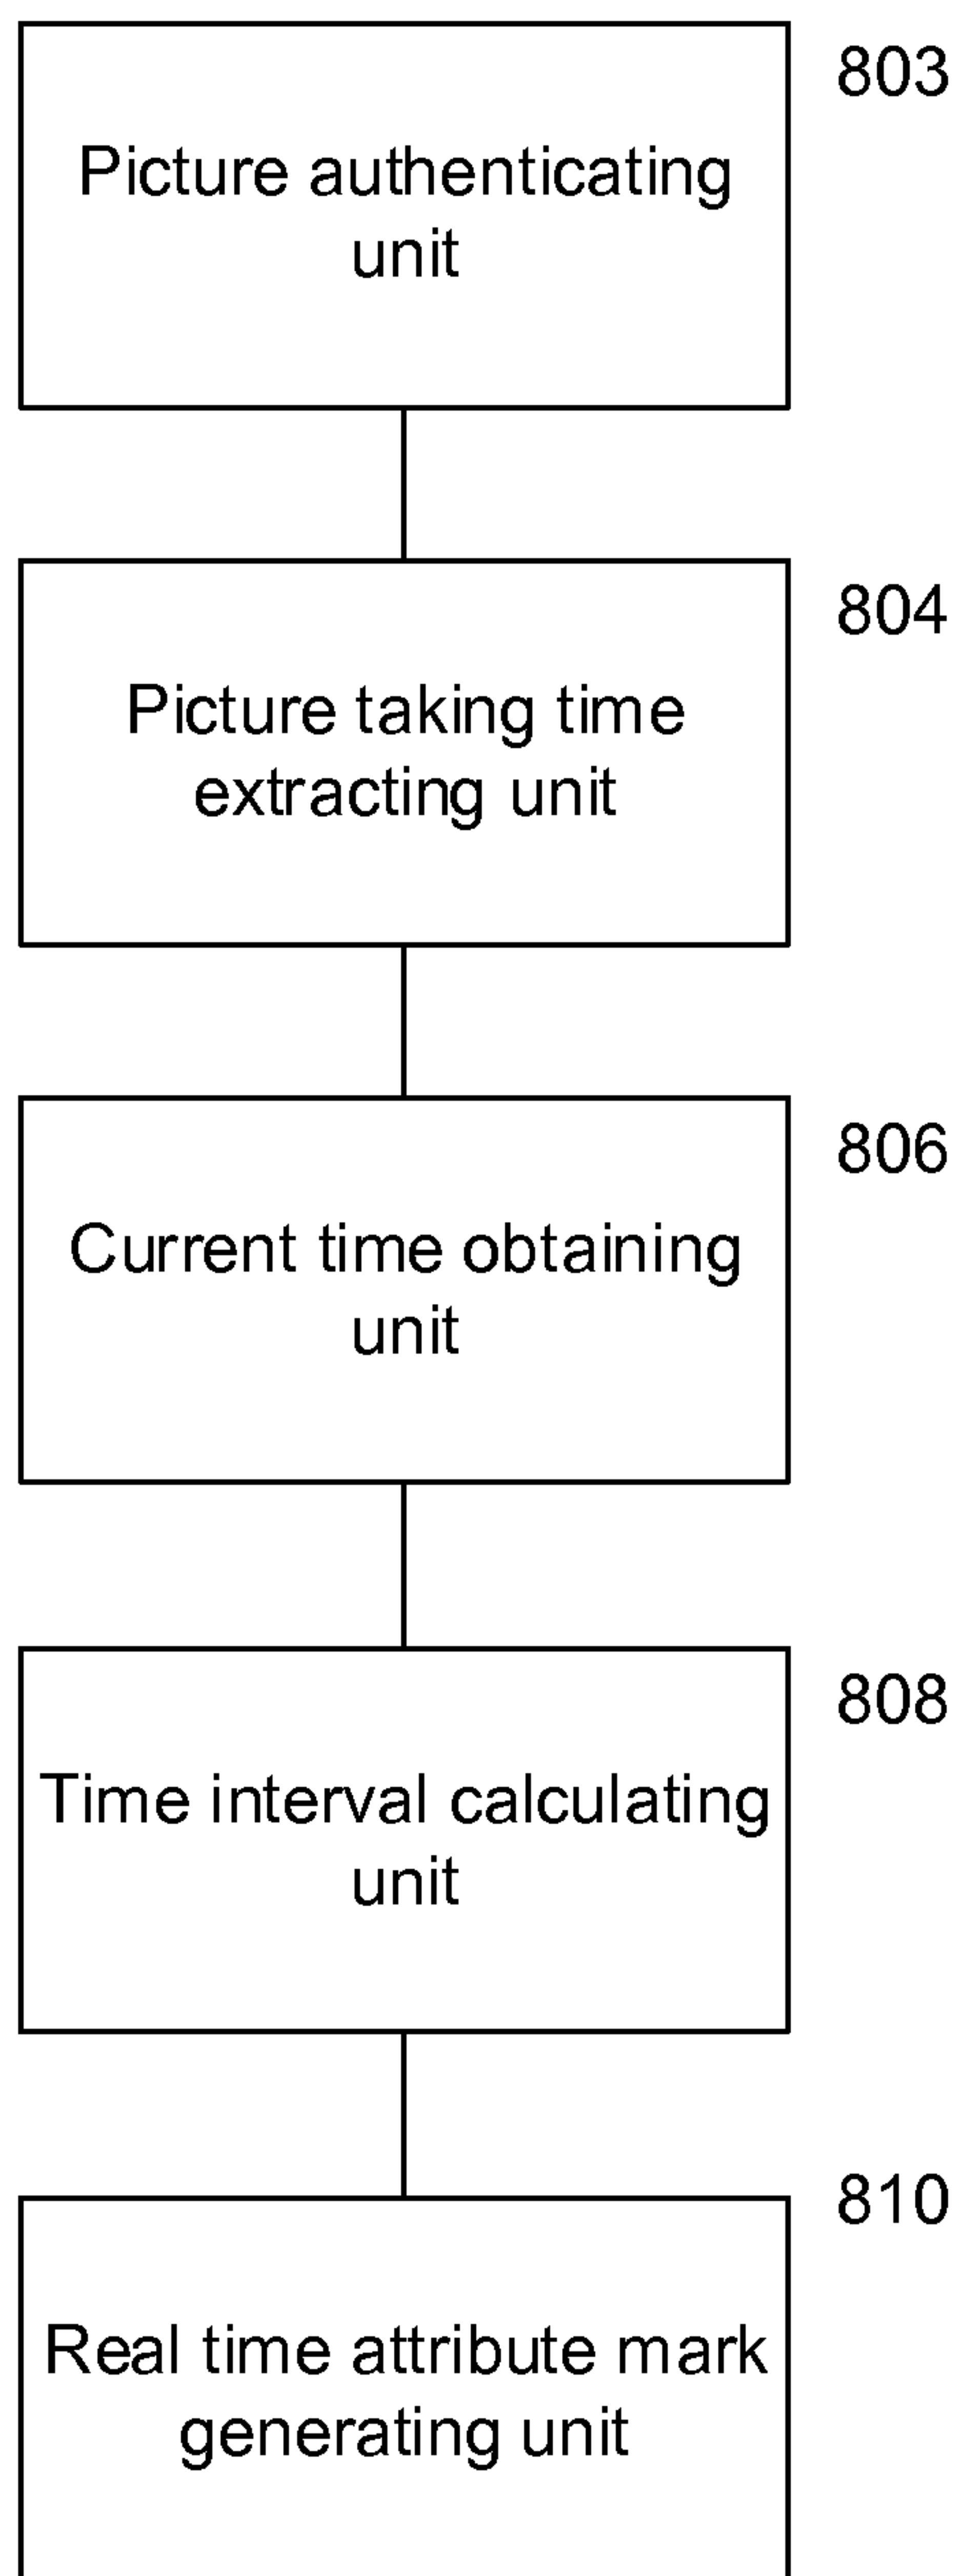 803
Picture authenticating
unit
804
Picture taking time
extracting unit
806
Current time obtaining
unit
808
Time interval calculating
unit
810
Real time attribute mark
generating unit